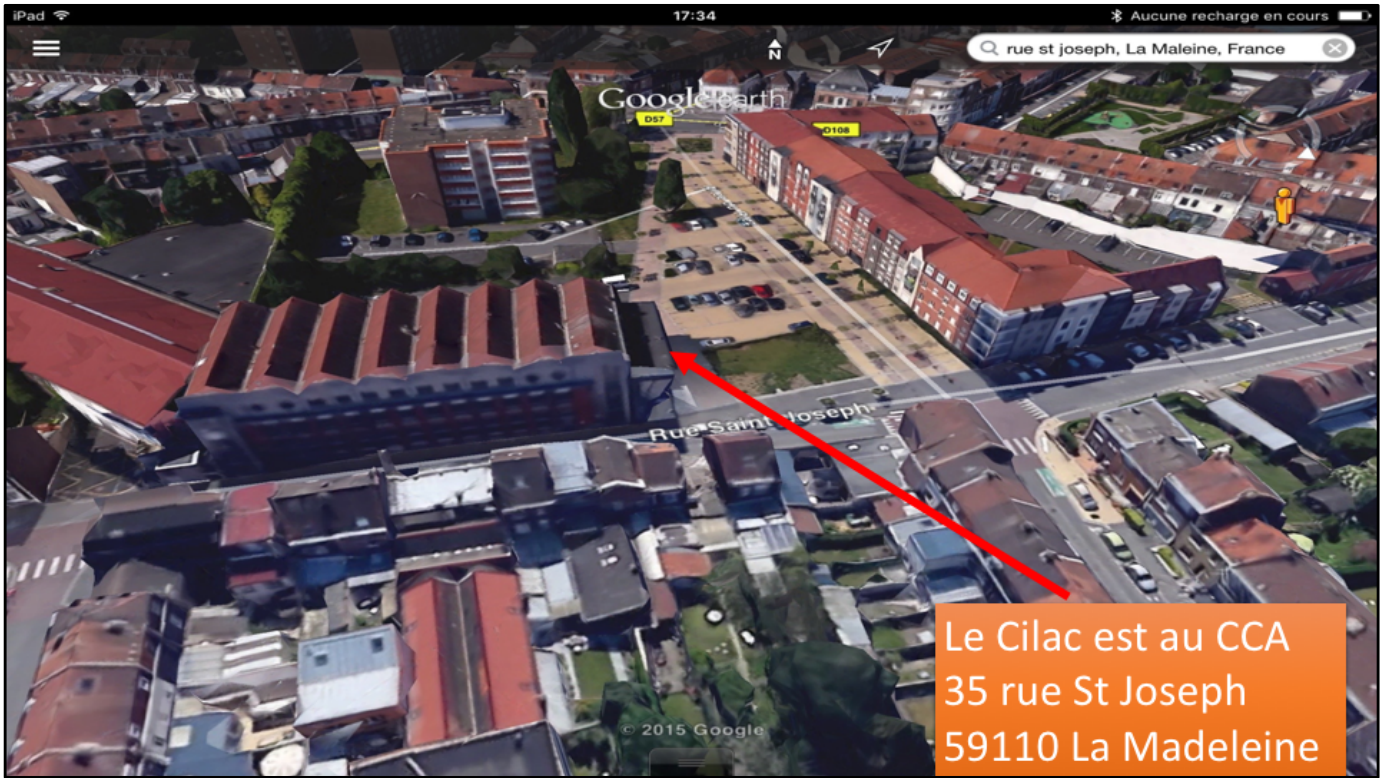 iPad 17:34 Aucune recharge en cours
N rue st joseph, La Maleine, France
Google earth
D57
D108
Rue Saint Joseph
Le Cilac est au CCA
35 rue St Joseph
59110 La Madeleine
© 2015 Google